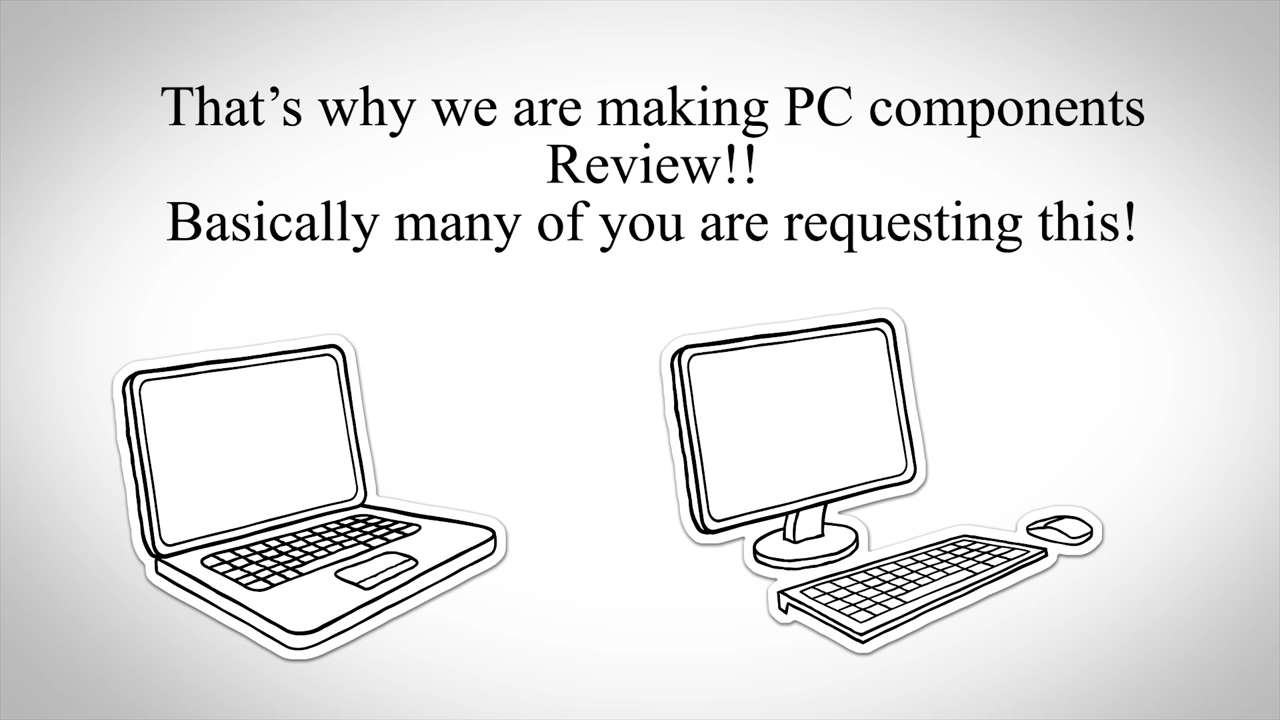 That’s why we are making PC components
Review!!
Basically many of you are requesting this!